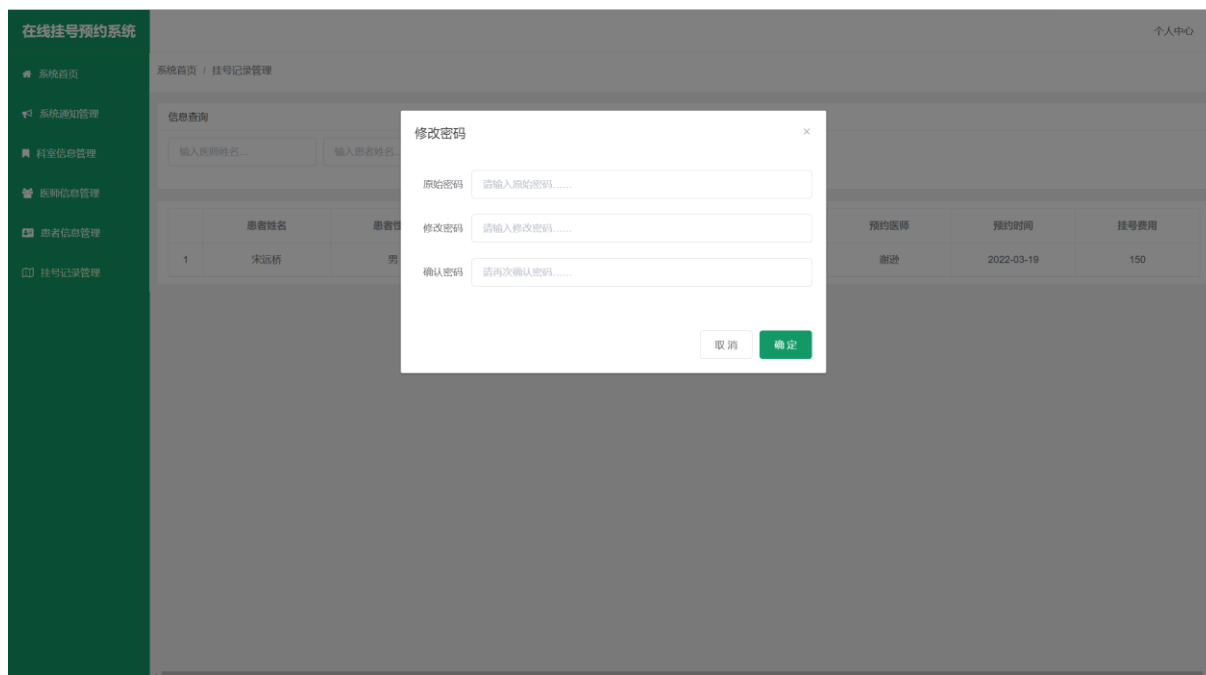 在线挂号预约系统
个人中心
系统首页
系统通知管理
科室信息管理
医师信息管理
患者信息管理
挂号记录管理
系统首页 / 挂号记录管理
信息查询
输入医师姓名...
输入患者姓名...
患者姓名 患者性 预约医师 预约时间 挂号费用
1 宋远桥 男 谢逊 2022-03-19 150
修改密码 ×
原始密码 请输入原始密码……
修改密码 请输入修改密码……
确认密码 请再次确认密码……
取 消 确 定